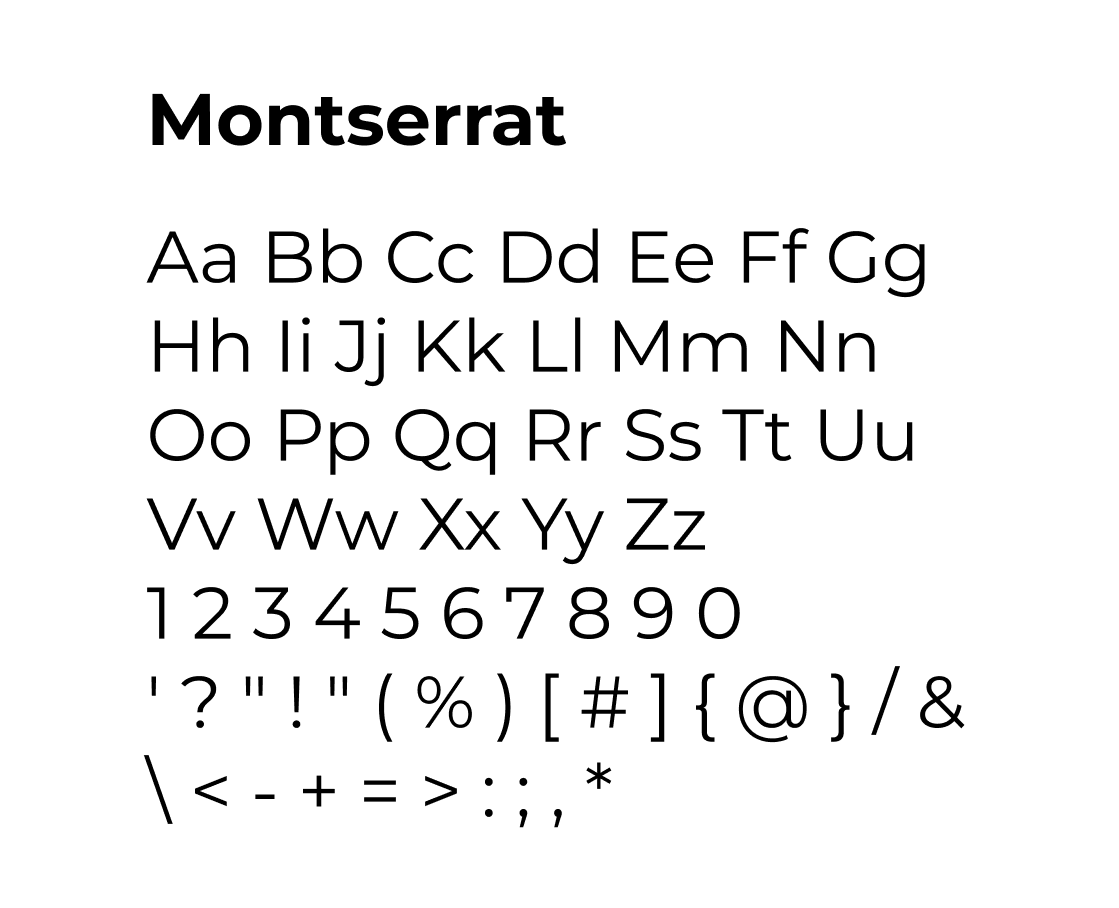 Montserrat
Aa Bb Cc Dd Ee Ff Gg
Hh Ii Jj Kk Ll Mm Nn
Oo Pp Qq Rr Ss Tt Uu
Vv Ww Xx Yy Zz
1 2 3 4 5 6 7 8 9 0
' ? " ! " ( % ) [ # ] { @ } / &
\ < - + = > : ; , *